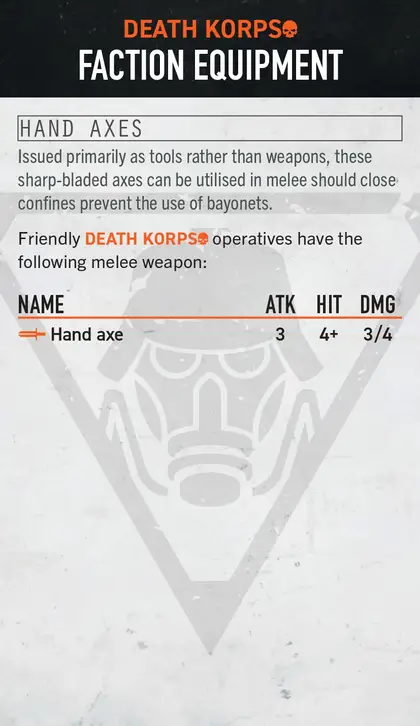 DEATH KORPS
FACTION EQUIPMENT
HAND AXES
Issued primarily as tools rather than weapons, these
sharp-bladed axes can be utilised in melee should close
confines prevent the use of bayonets.
Friendly DEATH KORPS operatives have the
following melee weapon:
NAME ATK HIT DMG
Hand axe 3 4+ 3/4